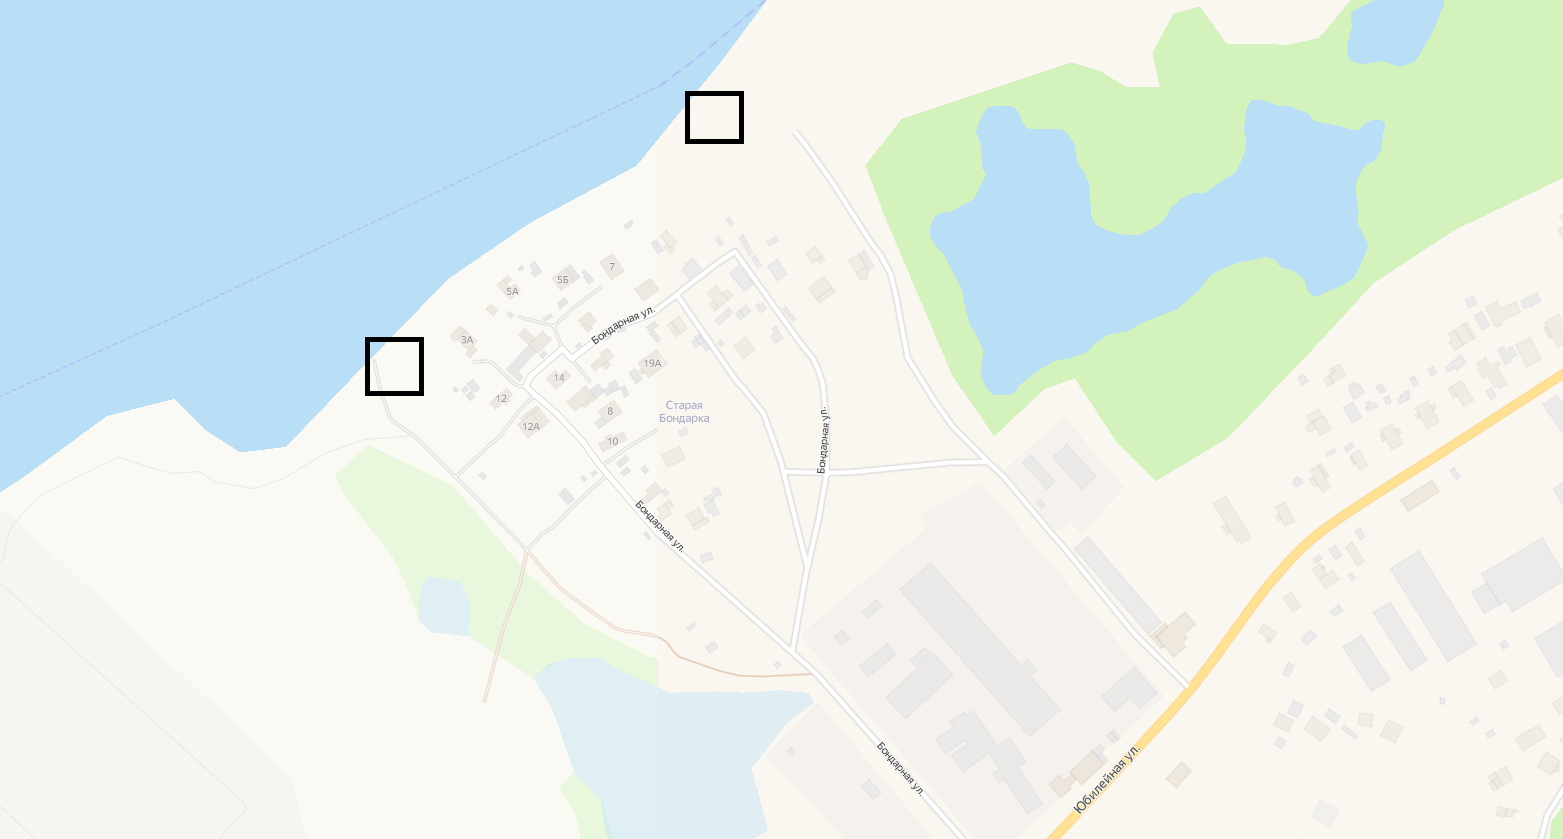 7
5Б
5А
Бондарная ул.
3А
19А
14
12
Старая
Бондарка
8
12А
10
Бондарная ул.
Бондарная ул.
Бондарная ул.
Юбилейная ул.